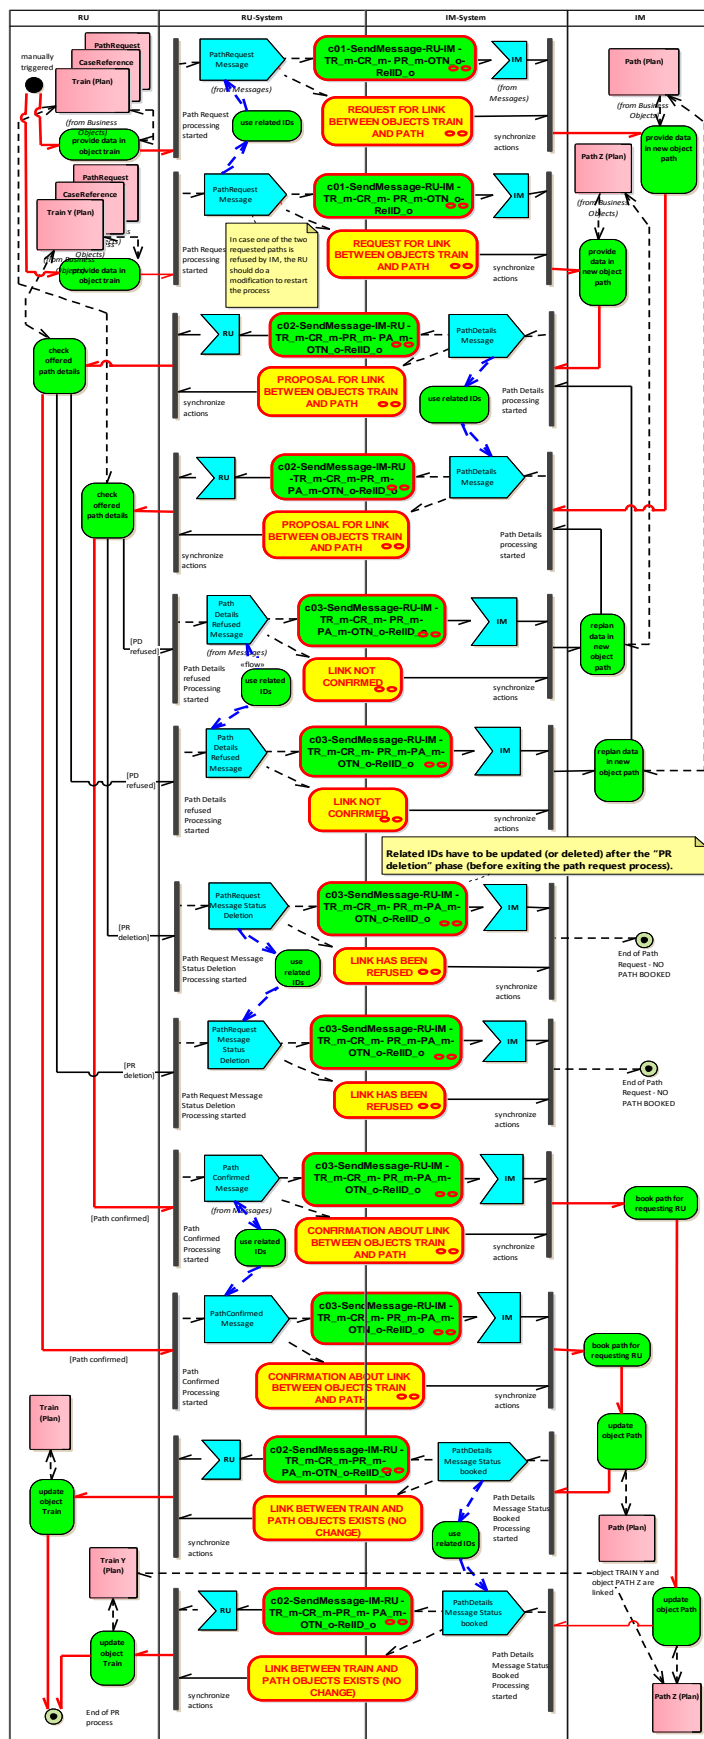 RU
RU-System
IM-System
IM
manually
triggered
PathRequest
CaseReference
Train (Plan)
(from Business
Objects)
provide data in
object train
Path Request
processing
started
PathRequest
Message
(from Messages)
use related IDs
c01-SendMessage-RU-IM -
TR_m-CR_m- PR_m-OTN_o-
RelID_o
REQUEST FOR LINK
BETWEEN OBJECTS TRAIN
AND PATH
IM
(from
Messages)
synchronize
actions
Path (Plan)
(from Business
Objects)
provide data
in new object
path
PathRequest
CaseReference
Train Y (Plan)
(from Business
Objects)
provide data in
object train
Path Request
processing
started
PathRequest
Message
In case one of the two
requested paths is
refused by IM, the RU
should do a
modification to restart
the process
c01-SendMessage-RU-IM -
TR_m-CR_m- PR_m-OTN_o-
RelID_o
REQUEST FOR LINK
BETWEEN OBJECTS TRAIN
AND PATH
IM
synchronize
actions
Path Z (Plan)
(from Business
Objects)
provide
data in
new object
path
check
offered
path details
RU
synchronize
actions
c02-SendMessage-IM-RU -
TR_m-CR_m-PR_m- PA_m-
OTN_o-RelID_o
PROPOSAL FOR LINK
BETWEEN OBJECTS TRAIN
AND PATH
PathDetails
Message
use related IDs
Path Details
processing
started
check
offered
path details
RU
synchronize
actions
c02-SendMessage-IM-RU
-TR_m-CR_m-PR_m-
PA_m-OTN_o-RelID_o
PROPOSAL FOR LINK
BETWEEN OBJECTS TRAIN
AND PATH
PathDetails
Message
Path Details
processing
started
[PD
refused]
Path Details
refused
Processing
started
Path
Details
Refused
Message
(from Messages)
«flow»
use related
IDs
c03-SendMessage-RU-IM -
TR_m-CR_m- PR_m-
PA_m-OTN_o-RelID_o
LINK NOT
CONFIRMED
IM
synchronize
actions
replan
data in
new
object
path
[PD
refused]
Path Details
refused
Processing
started
Path
Details
Refused
Message
c03-SendMessage-RU-IM -
TR_m-CR_m- PR_m-PA_m-
OTN_o-RelID_o
LINK NOT
CONFIRMED
IM
synchronize
actions
replan data
in new
object path
Related IDs have to be updated (or deleted) after the "PR
deletion" phase (before exiting the path request process).
[PR
deletion]
Path Request Message
Status Deletion
Processing started
PathRequest
Message Status
Deletion
use
related
IDs
c03-SendMessage-RU-IM -
TR_m-CR_m- PR_m-PA_m-
OTN_o-RelID_o
LINK HAS BEEN
REFUSED
IM
synchronize
actions
End of Path
Request - NO
PATH BOOKED
[PR
deletion]
Path Request Message
Status Deletion
Processing started
PathRequest
Message
Status
Deletion
c03-SendMessage-RU-IM -
TR_m-CR_m- PR_m-PA_m-
OTN_o-RelID_o
LINK HAS BEEN
REFUSED
IM
synchronize
actions
End of Path
Request - NO
PATH BOOKED
[Path confirmed]
Path
Confirmed
Processing
started
Path
Confirmed
Message
(from Messages)
use related
IDs
c03-SendMessage-RU-IM -
TR_m-CR_m- PR_m-PA_m-
OTN_o-RelID_o
CONFIRMATION ABOUT LINK
BETWEEN OBJECTS TRAIN
AND PATH
IM
synchronize
actions
book path for
requesting RU
[Path confirmed]
Path
Confirmed
Processing
started
PathConfirmed
Message
c03-SendMessage-RU-IM -
TR_m-CR_m- PR_m-PA_m-
OTN_o-RelID_o
CONFIRMATION ABOUT LINK
BETWEEN OBJECTS TRAIN
AND PATH
IM
synchronize
actions
book path for
requesting RU
Train
(Plan)
update
object
Train
RU
synchronize
actions
c02-SendMessage-IM-RU -
TR_m-CR_m-PR_m-
PA_m-OTN_o-RelID_o
LINK BETWEEN TRAIN AND
PATH OBJECTS EXISTS (NO
CHANGE)
PathDetails
Message Status
booked
use
related IDs
Path Details
Message Status
Booked
Processing
started
update
object Path
Path (Plan)
object TRAIN Y and
object PATH Z are
linked
Train Y
(Plan)
update
object
Train
RU
synchronize
actions
c02-SendMessage-IM-RU -
TR_m-CR_m-PR_m- PA_m-
OTN_o-RelID_o
LINK BETWEEN TRAIN AND
PATH OBJECTS EXISTS (NO
CHANGE)
PathDetails
Message Status
booked
Path Details
Message Status
Booked
Processing
started
update
object Path
Path Z (Plan)
End of PR
process